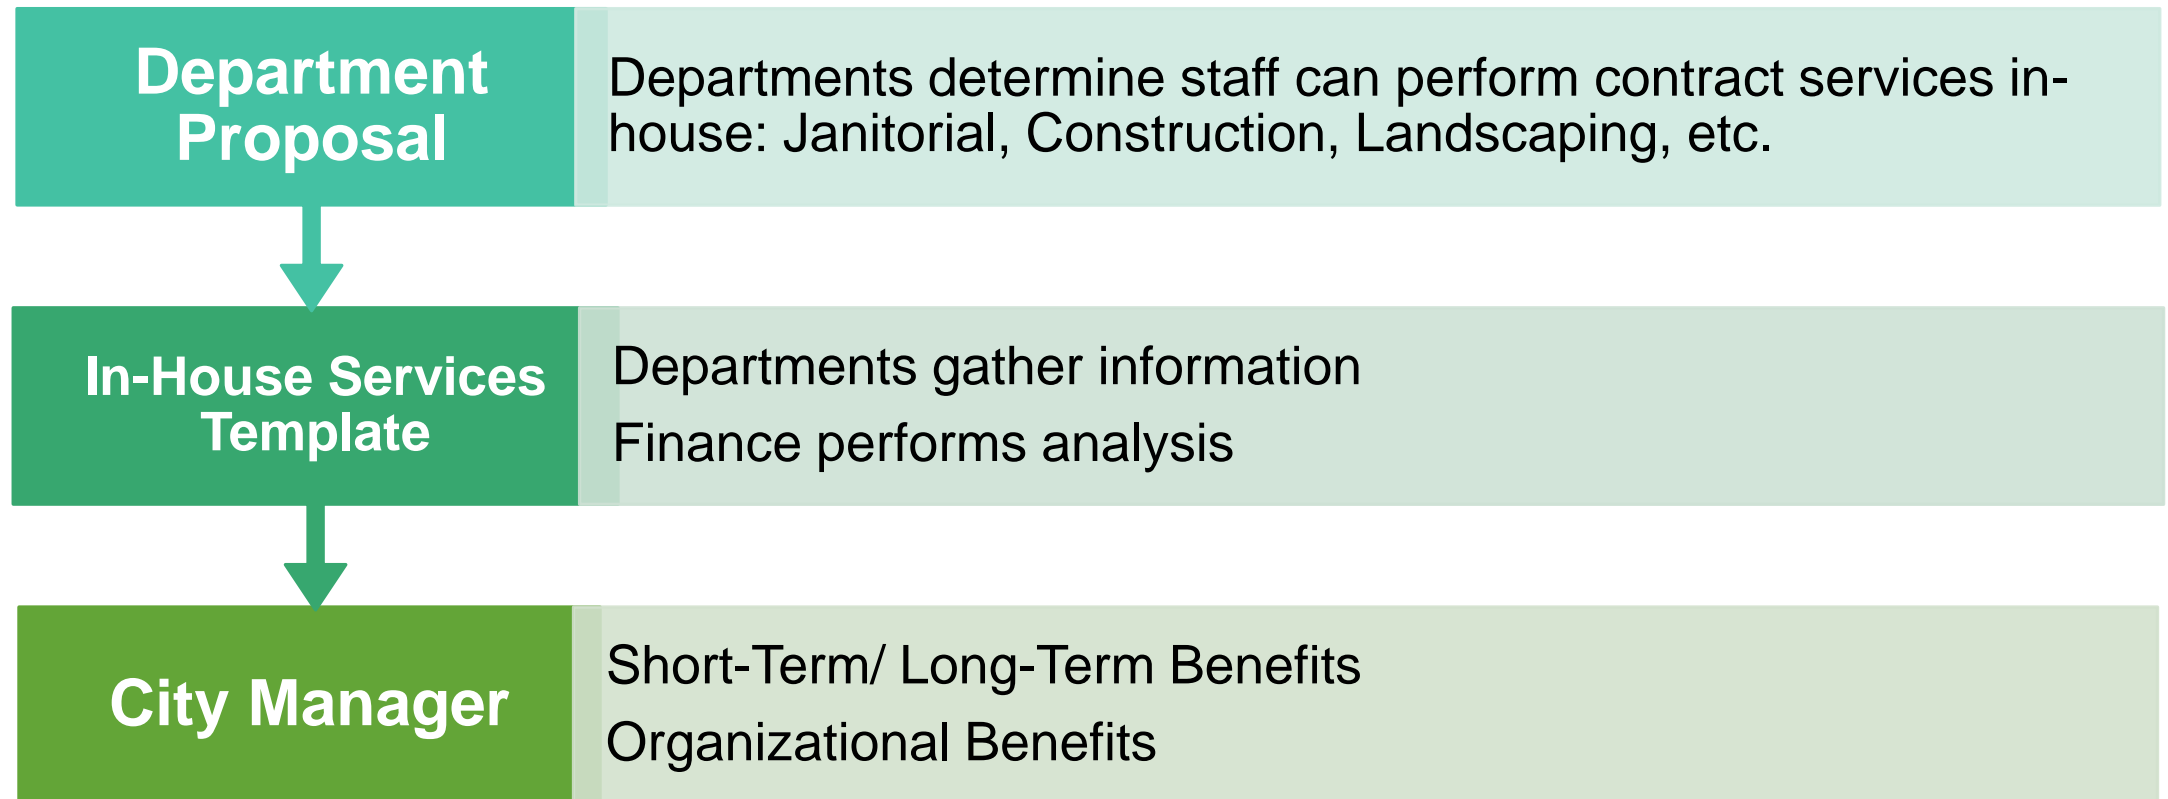 Department
Proposal
Departments determine staff can perform contract services in-
house: Janitorial, Construction, Landscaping, etc.
In-House Services
Template
Departments gather information
Finance performs analysis
City Manager
Short-Term/ Long-Term Benefits
Organizational Benefits